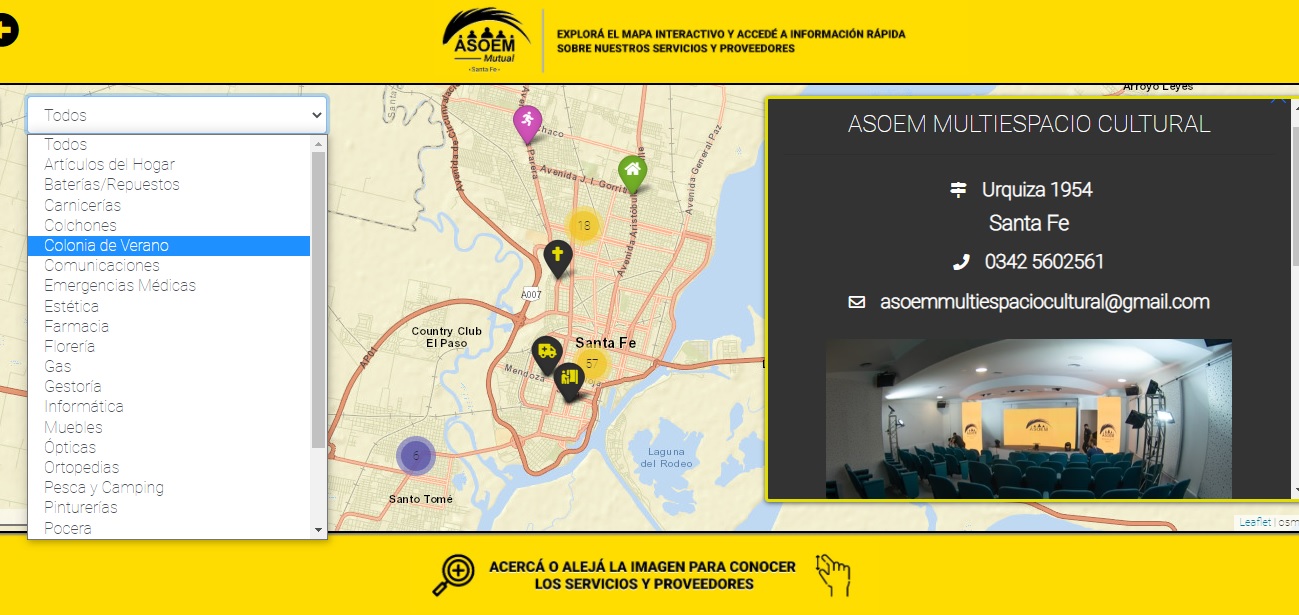 ASOEM
Mutual
•Santa Fe•
EXPLORÁ EL MAPA INTERACTIVO Y ACCEDÉ A INFORMACIÓN RÁPIDA
SOBRE NUESTROS SERVICIOS Y PROVEEDORES
Todos
Todos
Artículos del Hogar
Baterías/Repuestos
Carnicerías
Colchones
Colonia de Verano
Comunicaciones
Emergencias Médicas
Estética
Farmacia
Florería
Gas
Gestoría
Informática
Muebles
Ópticas
Ortopedias
Pesca y Camping
Pinturerías
Pocera
Arroyo Leyes
Chaco
Avenida J. I. Gorriti
Avenida General Paz
Avenida Aristóbulo
18
A007
Country Club
El Paso
AP01
Santa Fe
57
Mendoza
6
Laguna
del Rodeo
Santo Tomé
ASOEM MULTIESPACIO CULTURAL
Urquiza 1954
Santa Fe
0342 5602561
asoemmultiespaciocultural@gmail.com
ASOEM
Leaflet | osm
ACERCÁ O ALEJÁ LA IMAGEN PARA CONOCER
LOS SERVICIOS Y PROVEEDORES